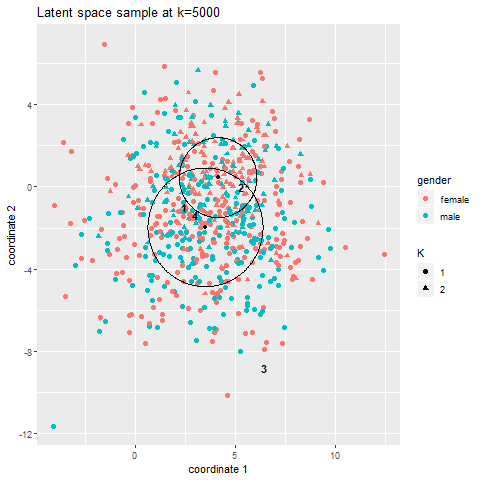 Latent space sample at k=5000
4
0
-4
-8
-12
coordinate 2
2
1
4
3
0
5
10
coordinate 1
gender
female
male
K
1
2